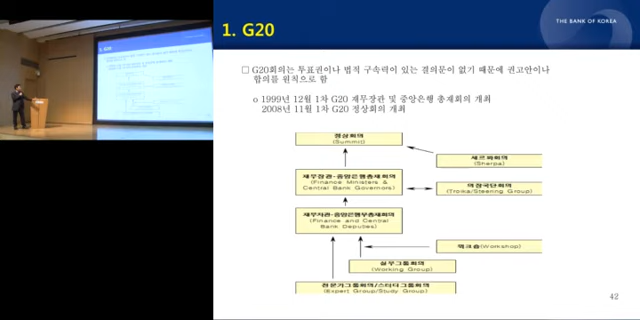 1. G20
THE BANK OF KOREA
□ G20회의는 투표권이나 법적 구속력이 있는 결의문이 없기 때문에 권고안이나
합의를 원칙으로 함
o 1999년 12월 1차 G20 재무장관 및 중앙은행 총재회의 개최
2008년 11월 1차 G20 정상회의 개최
정상회의
(Summit)
셰르파회의
(Sherpa)
재무장관·중앙은행총재회의
(Finance Ministers &
Central Bank Governors)
의장국단회의
(Troika/Steering Group)
재무차관·중앙은행부총재회의
(Finance and Central
Bank Deputies)
워크숍(Workshop)
실무그룹회의
(Working Group)
전문가그룹회의/스터디그룹회의
(Expert Group/Study Group)
42